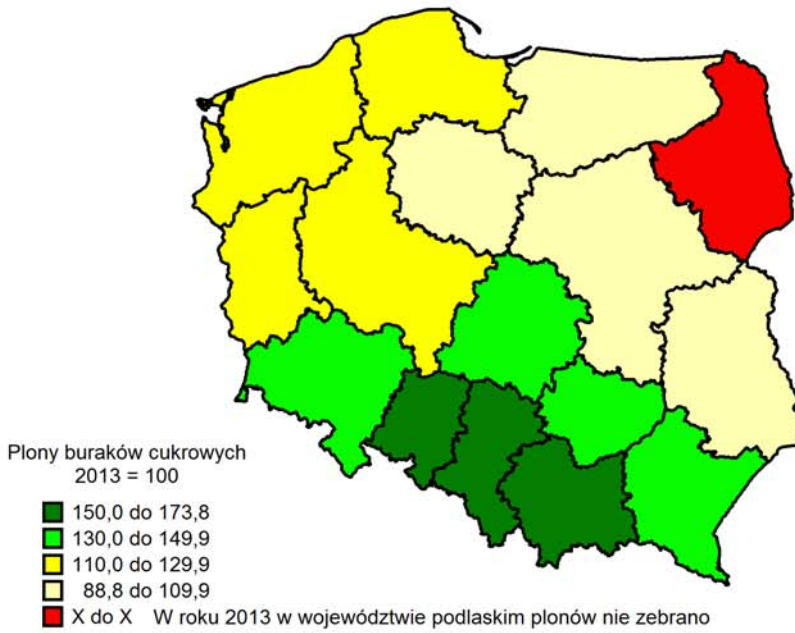 Plony buraków cukrowych
2013 = 100
150,0 do 173,8
130,0 do 149,9
110,0 do 129,9
88,8 do 109,9
X do X W roku 2013 w województwie podlaskim plonów nie zebrano